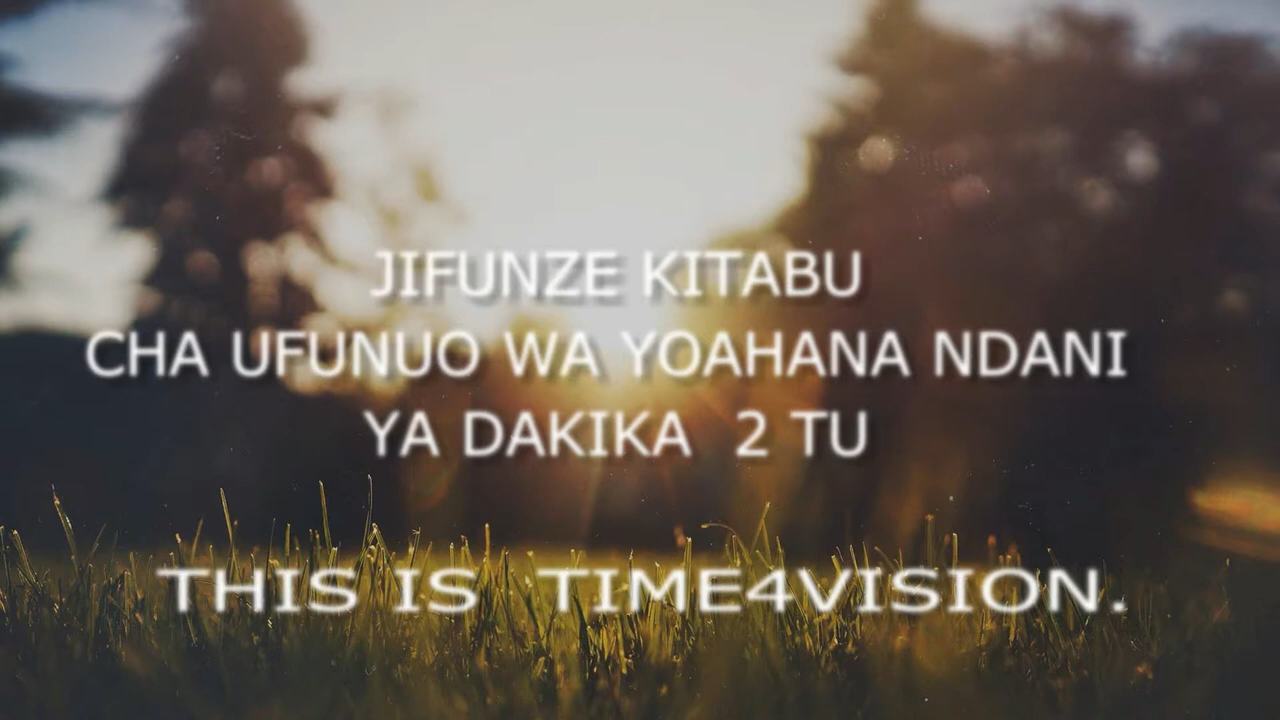 JIFUNZE KITABU
CHA UFUNUO WA YOAHANA NDANI
YA DAKIKA 2 TU
THIS IS TIME4VISION.